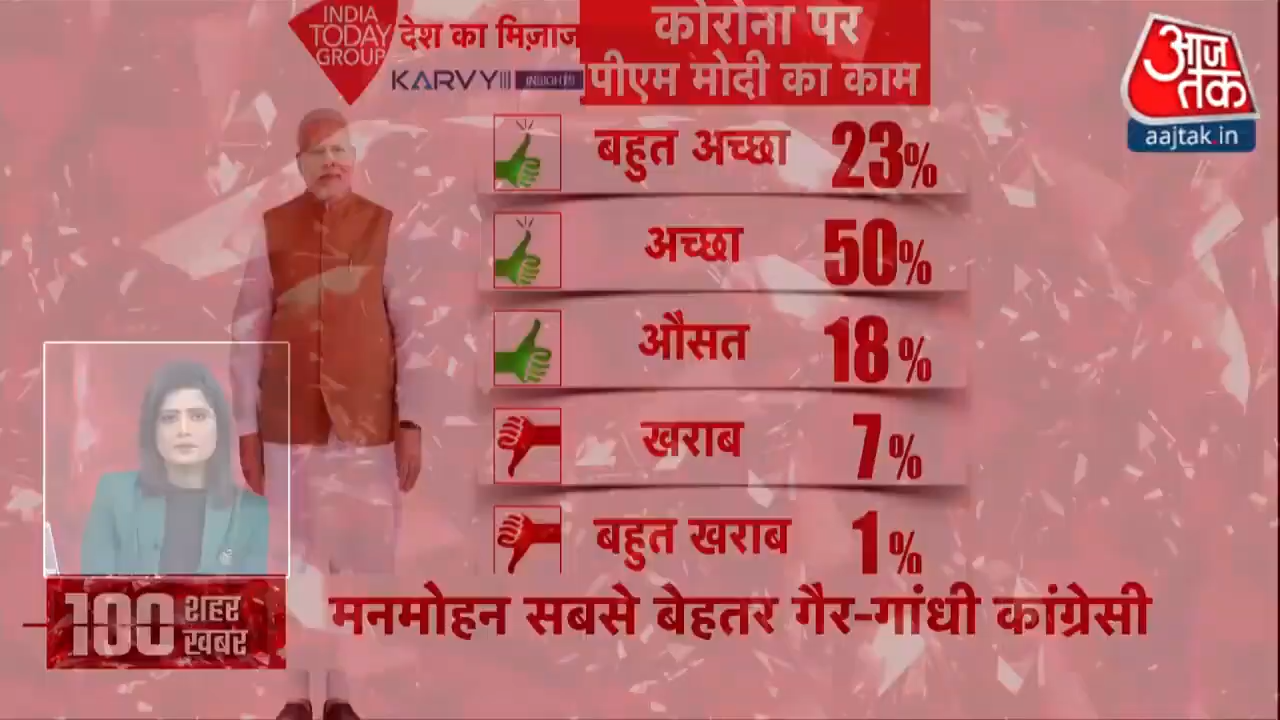 INDIA
TODAY
GROUP
देश का मिज़ाज
KARVY INSIGHTS
कोरोना पर
पीएम मोदी का काम
आज
तक
aajtak.in
बहुत अच्छा 23%
अच्छा 50%
औसत 18%
खराब 7%
बहुत खराब 1%
100 शहर
खबर
मनमोहन सबसे बेहतर गैर-गांधी कांग्रेसी